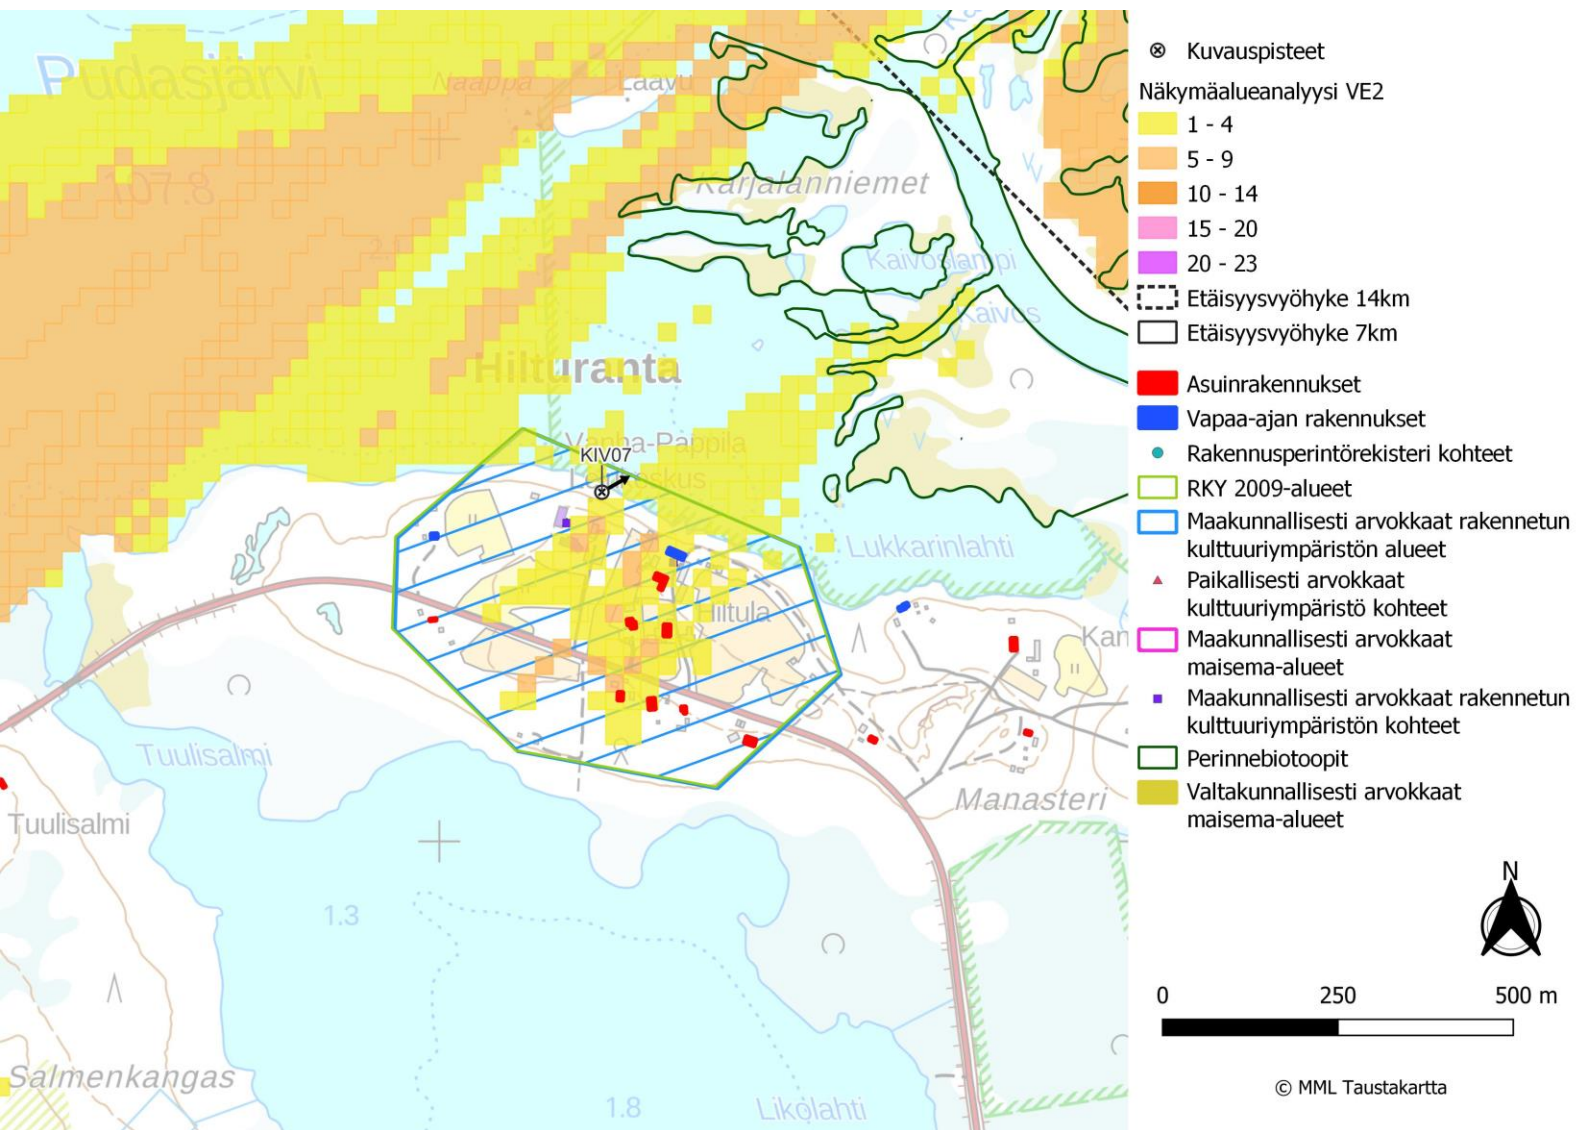 Pudasjärvi
Naappa
Laavu
107.8
2.1
Karjalanniemet
Kaivoslampi
Kaivos
Hilturanta
Vanha-Pappila
KIV07
Lukkarinlahti
Hiltula
Kan
Tuulisalmi
Tuulisalmi
Manasteri
1.3
Salmenkangas
1.8
Likolahti
Kuvauspisteet
Näkymäalueanalyysi VE2
1 - 4
5 - 9
10 - 14
15 - 20
20 - 23
Etäisyysvyöhyke 14km
Etäisyysvyöhyke 7km
Asuinrakennukset
Vapaa-ajan rakennukset
Rakennusperintörekisteri kohteet
RKY 2009-alueet
Maakunnallisesti arvokkaat rakennetun
kulttuuriympäristön alueet
Paikallisesti arvokkaat
kulttuuriympäristö kohteet
Maakunnallisesti arvokkaat
maisema-alueet
Maakunnallisesti arvokkaat rakennetun
kulttuuriympäristön kohteet
Perinnebiotoopit
Valtakunnallisesti arvokkaat
maisema-alueet
N
0 250 500 m
© MML Taustakartta